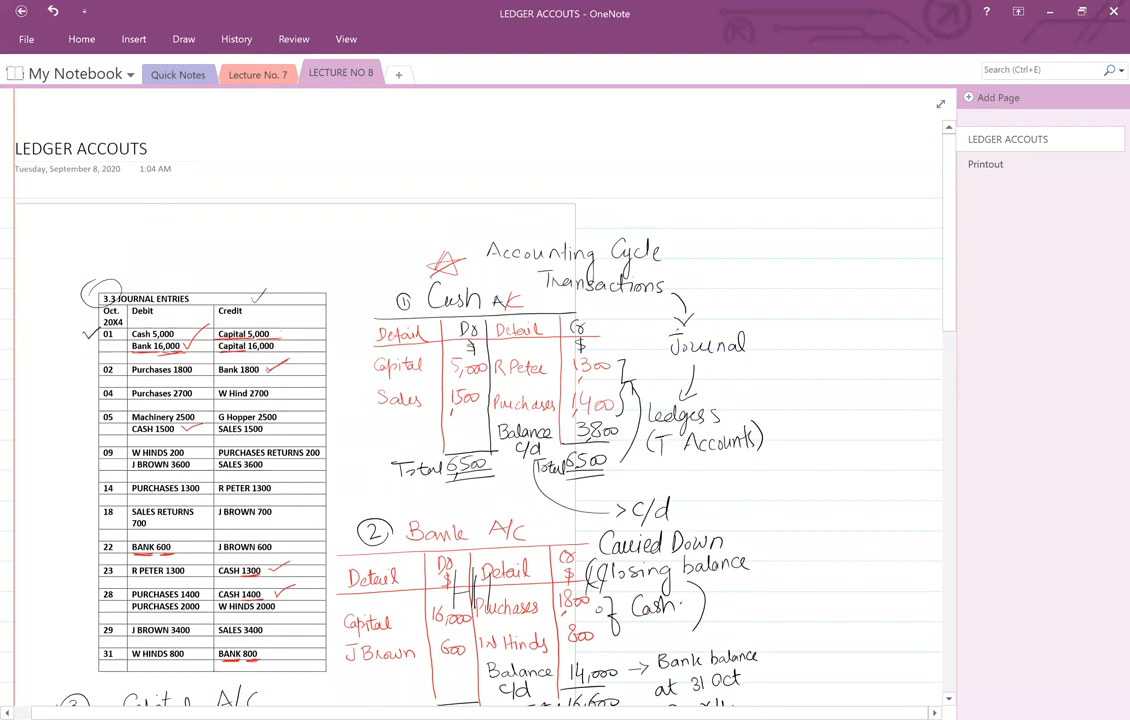 LEDGER ACCOUTS - OneNote
File Home Insert Draw History Review View
My Notebook Quick Notes Lecture No. 7 LECTURE NO 8
Search (Ctrl+E)
Add Page
LEDGER ACCOUTS
Printout
LEDGER ACCOUTS
Tuesday, September 8, 2020 1:04 AM
3.3 JOURNAL ENTRIES
Oct. 20X4 Debit Credit
01 Cash 5,000 Capital 5,000
Bank 16,000 Capital 16,000
02 Purchases 1800 Bank 1800
04 Purchases 2700 W Hind 2700
05 Machinery 2500 G Hopper 2500
CASH 1500 SALES 1500
09 W HINDS 200 PURCHASES RETURNS 200
J BROWN 3600 SALES 3600
14 PURCHASES 1300 R PETER 1300
18 SALES RETURNS 700 J BROWN 700
22 BANK 600 J BROWN 600
23 R PETER 1300 CASH 1300
28 PURCHASES 1400 CASH 1400
PURCHASES 2000 W HINDS 2000
29 J BROWN 3400 SALES 3400
31 W HINDS 800 BANK 800
Accounting Cycle
Transactions
Journal
ledgers
(T Accounts)
① Cash A/C
Detail Dr $ Detail Cr $
Capital 5,000 R Peter 1300
Sales 1500 Purchases 1,400
Balance c/d 3,800
Total 6500 Total 6500
> c/d
Carried Down
(Closing balance
of Cash.)
② Bank A/C
Detail Dr $ Detail Cr $
Capital 16,000 Purchases 1800
J Brown 600 W Hinds 800
Balance c/d 14,000 → Bank balance
at 31 Oct
16,600
Capital A/C